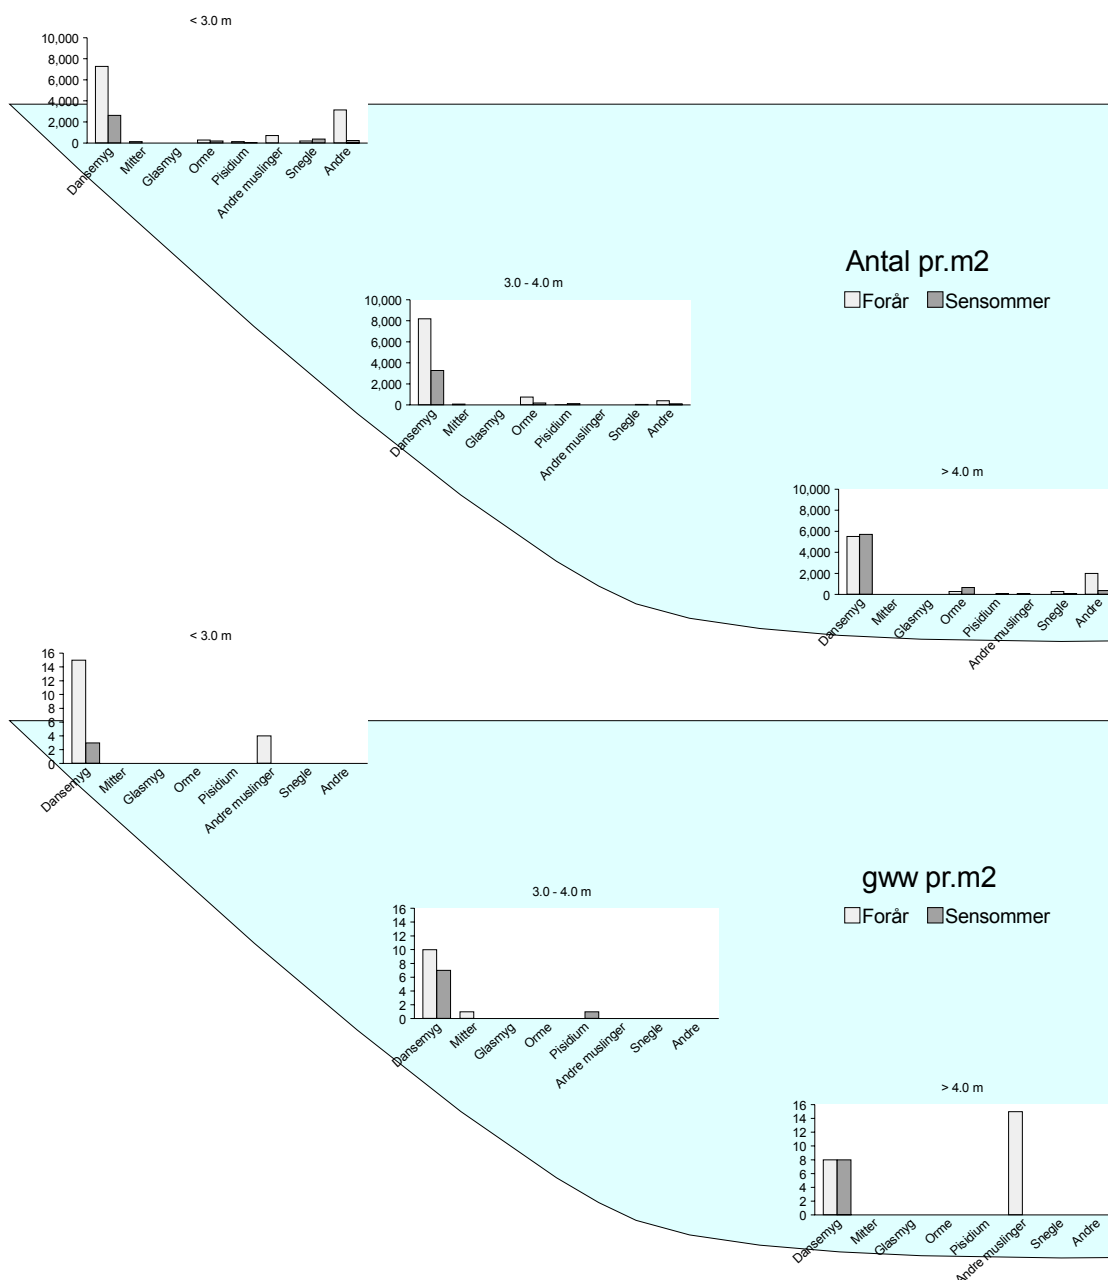 < 3.0 m
10,000
8,000
6,000
4,000
2,000
0
Dansemyg
Mitter
Glasmyg
Orme
Pisidium
Andre muslinger
Snegle
Andre
Antal pr.m2
Forår Sensommer
3.0 - 4.0 m
10,000
8,000
6,000
4,000
2,000
0
Dansemyg
Mitter
Glasmyg
Orme
Pisidium
Andre muslinger
Snegle
Andre
> 4.0 m
10,000
8,000
6,000
4,000
2,000
0
Dansemyg
Mitter
Glasmyg
Orme
Pisidium
Andre muslinger
Snegle
Andre
< 3.0 m
16
14
12
10
8
6
4
2
0
Dansemyg
Mitter
Glasmyg
Orme
Pisidium
Andre muslinger
Snegle
Andre
gww pr.m2
Forår Sensommer
3.0 - 4.0 m
16
14
12
10
8
6
4
2
0
Dansemyg
Mitter
Glasmyg
Orme
Pisidium
Andre muslinger
Snegle
Andre
> 4.0 m
16
14
12
10
8
6
4
2
0
Dansemyg
Mitter
Glasmyg
Orme
Pisidium
Andre muslinger
Snegle
Andre